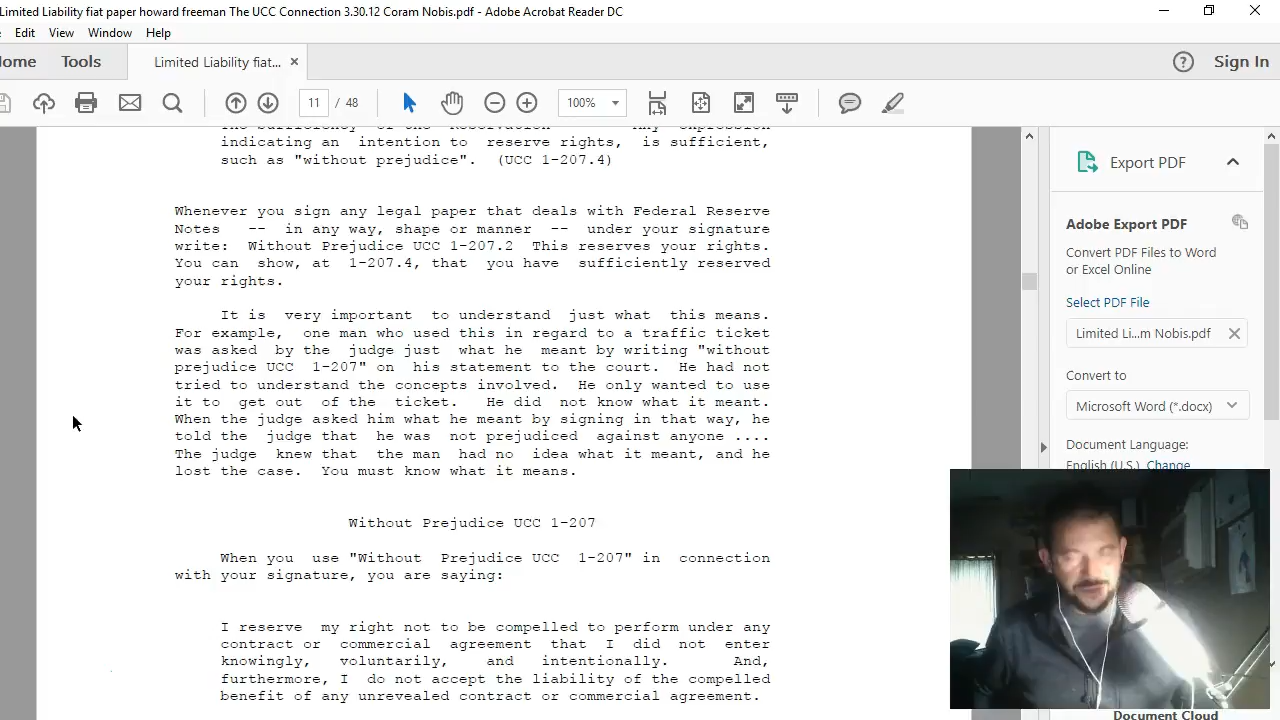 Limited Liability fiat paper howard freeman The UCC Connection 3.30.12 Coram Nobis.pdf - Adobe Acrobat Reader DC
Edit View Window Help
Home Tools Limited Liability fiat... × Sign In
11 / 48 100%
indicating an intention to reserve rights, is sufficient,
such as "without prejudice". (UCC 1-207.4)
Whenever you sign any legal paper that deals with Federal Reserve
Notes -- in any way, shape or manner -- under your signature
write: Without Prejudice UCC 1-207.2 This reserves your rights.
You can show, at 1-207.4, that you have sufficiently reserved
your rights.
It is very important to understand just what this means.
For example, one man who used this in regard to a traffic ticket
was asked by the judge just what he meant by writing "without
prejudice UCC 1-207" on his statement to the court. He had not
tried to understand the concepts involved. He only wanted to use
it to get out of the ticket. He did not know what it meant.
When the judge asked him what he meant by signing in that way, he
told the judge that he was not prejudiced against anyone ....
The judge knew that the man had no idea what it meant, and he
lost the case. You must know what it means.
Without Prejudice UCC 1-207
When you use "Without Prejudice UCC 1-207" in connection
with your signature, you are saying:
I reserve my right not to be compelled to perform under any
contract or commercial agreement that I did not enter
knowingly, voluntarily, and intentionally. And,
furthermore, I do not accept the liability of the compelled
benefit of any unrevealed contract or commercial agreement.
Export PDF
Adobe Export PDF
Convert PDF Files to Word
or Excel Online
Select PDF File
Limited Li...m Nobis.pdf
Convert to
Microsoft Word (*.docx)
Document Language:
English (U.S.) Change
Document Cloud